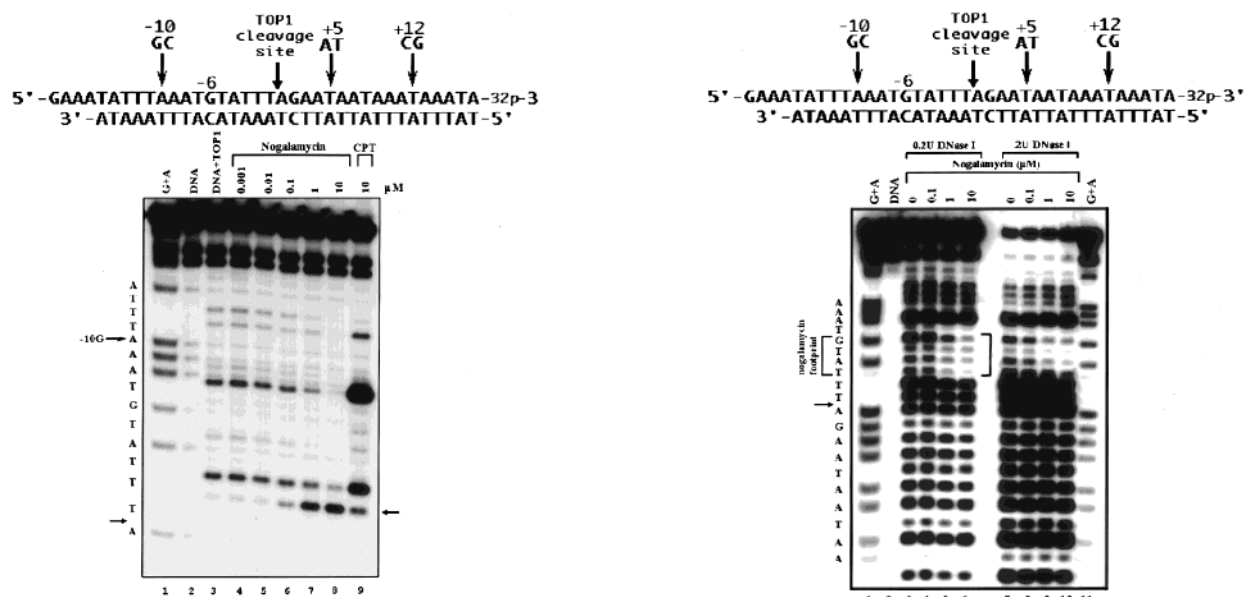 -10
GC
TOP1
cleavage
site
+5
AT
+12
CG
-6
5' -GAAATATTTAAATGTATTTAGAATAATAAATAAATA-32p-3
3' -ATAAATTTACATAAATCTTATTATTTATTTAT-5'
G+A
DNA
DNA+TOP1
Nogalamycin
CPT
0.001
0.01
0.1
1
10
10
µM
A
T
T
T
-10G
A
A
A
T
G
T
A
T
T
T
A
1 2 3 4 5 6 7 8 9
-10
GC
TOP1
cleavage
site
+5
AT
+12
CG
-6
5' -GAAATATTTAAATGTATTTAGAATAATAAATAAATA-32p-3'
3' -ATAAATTTACATAAATCTTATTATTTATTTAT-5'
0.2U DNase I
2U DNase I
Nogalamycin (µM)
G+A
DNA
0
0.1
1
10
0
0.1
1
10
G+A
nogalamycin
footprint
A
A
A
T
G
T
A
T
T
T
A
G
A
A
T
A
A
T
A
A